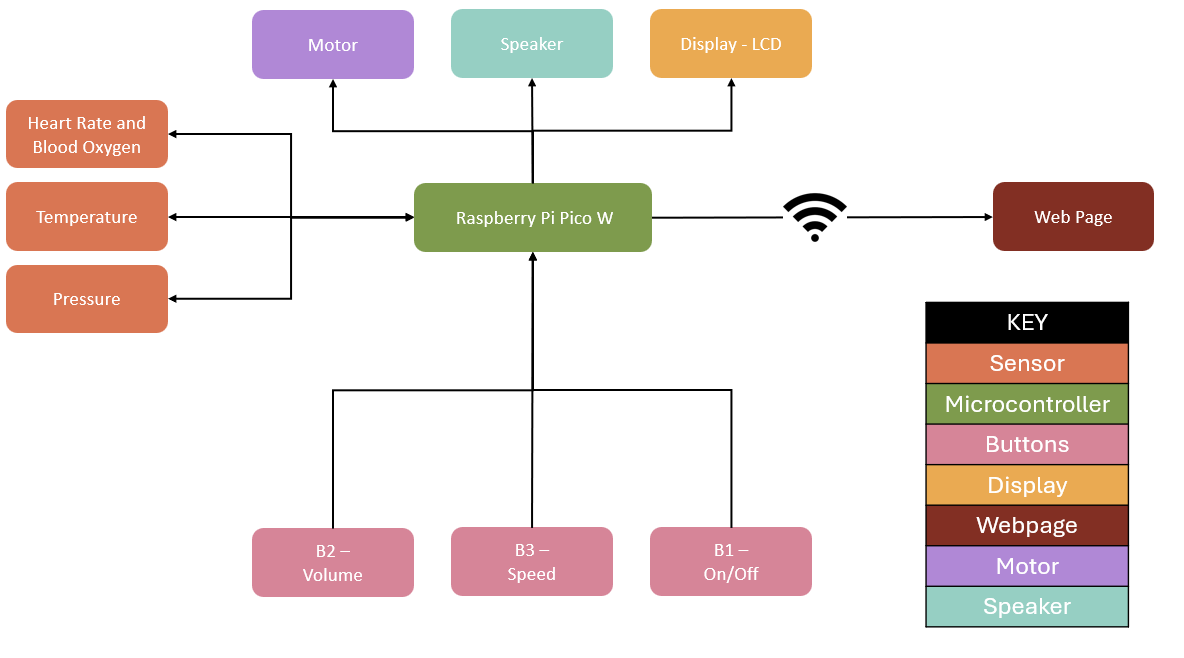 Motor
Speaker
Display - LCD
Heart Rate and
Blood Oxygen
Temperature
Raspberry Pi Pico W
Web Page
Pressure
KEY
Sensor
Microcontroller
Buttons
Display
Webpage
Motor
Speaker
B2 –
Volume
B3 –
Speed
B1 –
On/Off